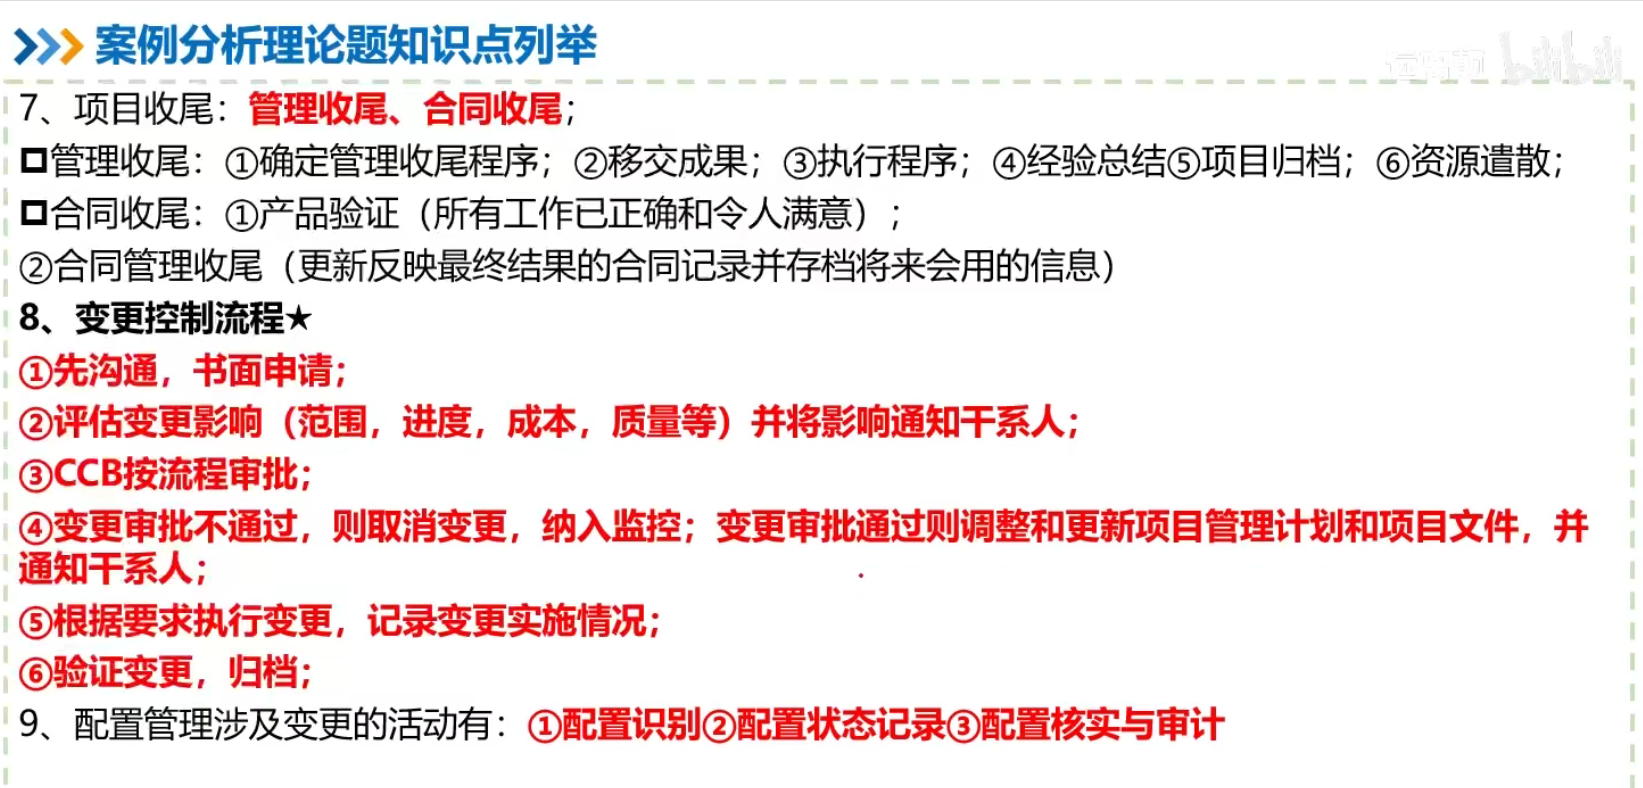 案例分析理论题知识点列举
bilibili
7、项目收尾：管理收尾、合同收尾；
管理收尾：①确定管理收尾程序；②移交成果；③执行程序；④经验总结⑤项目归档；⑥资源遣散；
合同收尾：①产品验证（所有工作已正确和令人满意）；
②合同管理收尾（更新反映最终结果的合同记录并存档将来会用的信息）
8、变更控制流程★
①先沟通，书面申请；
②评估变更影响（范围，进度，成本，质量等）并将影响通知干系人；
③CCB按流程审批；
④变更审批不通过，则取消变更，纳入监控；变更审批通过则调整和更新项目管理计划和项目文件，并
通知干系人；
⑤根据要求执行变更，记录变更实施情况；
⑥验证变更，归档；
9、配置管理涉及变更的活动有：①配置识别②配置状态记录③配置核实与审计